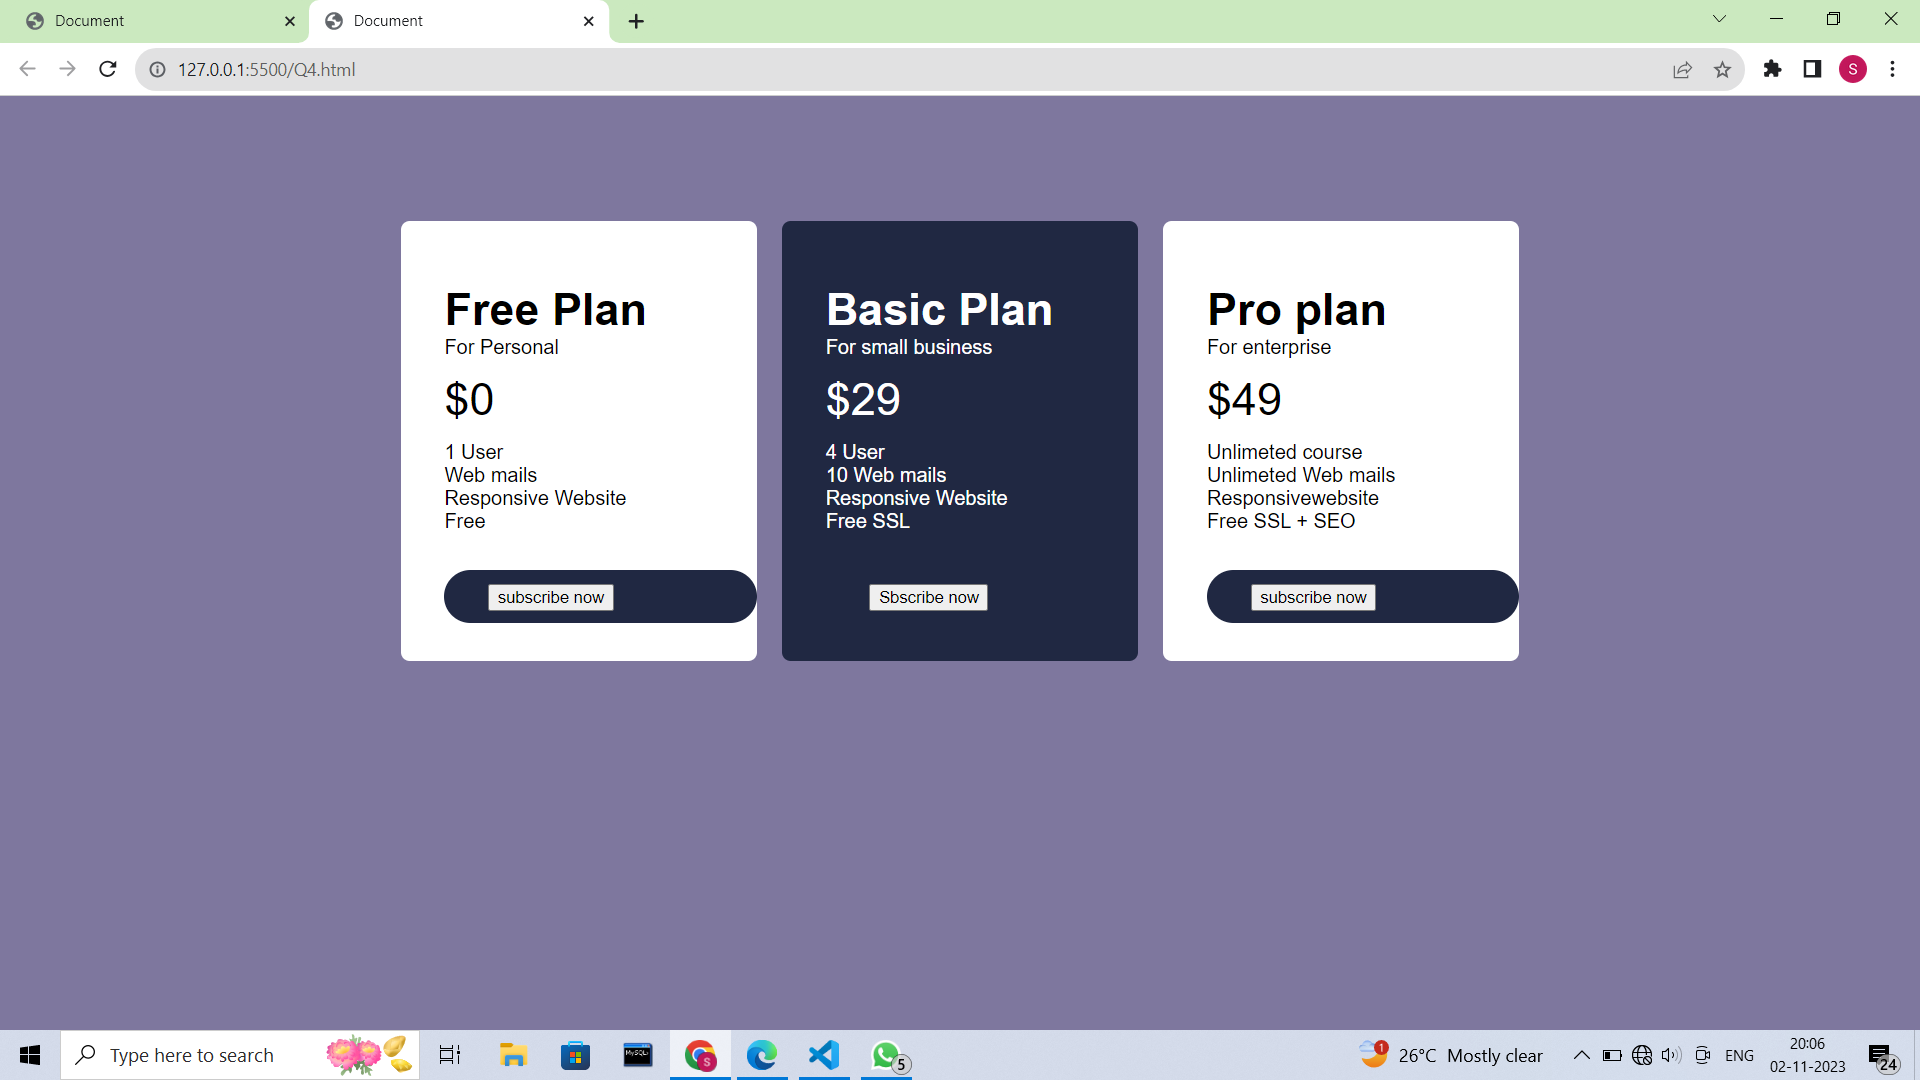 Document
Document
127.0.0.1:5500/Q4.html
S
Free Plan
For Personal
$0
1 User
Web mails
Responsive Website
Free
subscribe now
Basic Plan
For small business
$29
4 User
10 Web mails
Responsive Website
Free SSL
Sbscribe now
Pro plan
For enterprise
$49
Unlimeted course
Unlimeted Web mails
Responsivewebsite
Free SSL + SEO
subscribe now
Type here to search
MySQL
S
5
1
26°C Mostly clear
ENG
20:06
02-11-2023
24